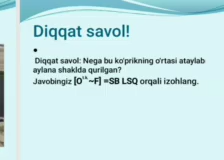 Diqqat savol!
•
Diqqat savol: Nega bu ko'prikning o'rtasi ataylab
aylana shaklda qurilgan?
Javobingiz [O^^~F] =SB LSQ orqali izohlang.